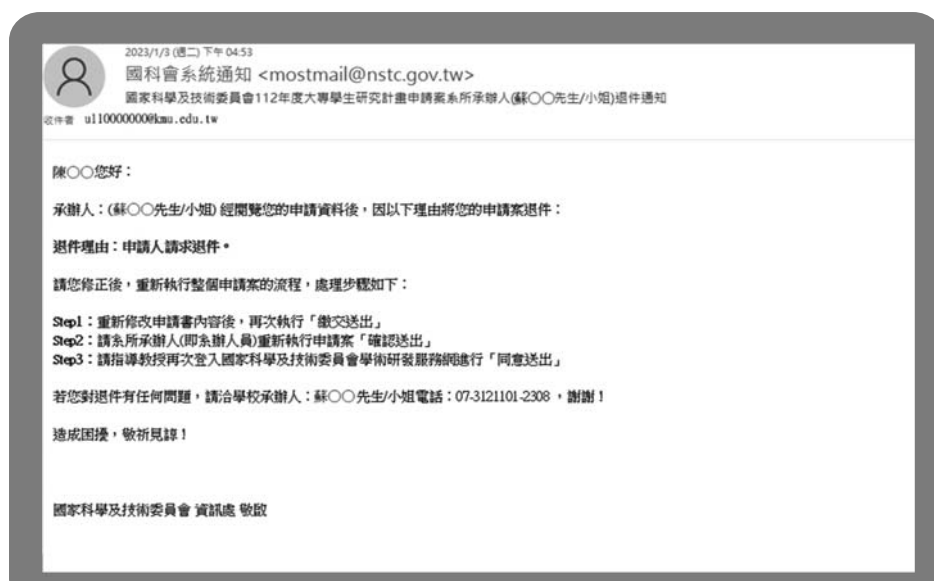 2023/1/3 (週二) 下午 04:53
國科會系統通知 <mostmail@nstc.gov.tw>
國家科學及技術委員會112年度大專學生研究計畫申請案系所承辦人(蘇○○先生/小姐)退件通知
收件者 u110000000@kmu.edu.tw
陳○○您好：
承辦人：(蘇○○先生/小姐) 經閱覽您的申請資料後，因以下理由將您的申請案退件：
退件理由：申請人請求退件。
請您修正後，重新執行整個申請案的流程，處理步驟如下：
Step1：重新修改申請書內容後，再次執行「繳交送出」
Step2：請系所承辦人(即系辦人員)重新執行申請案「確認送出」
Step3：請指導教授再次登入國家科學及技術委員會學術研發服務網進行「同意送出」
若您對退件有任何問題，請洽學校承辦人：蘇○○先生/小姐電話：07-3121101-2308 ，謝謝！
造成困擾，敬祈見諒！
國家科學及技術委員會 資訊處 敬啟